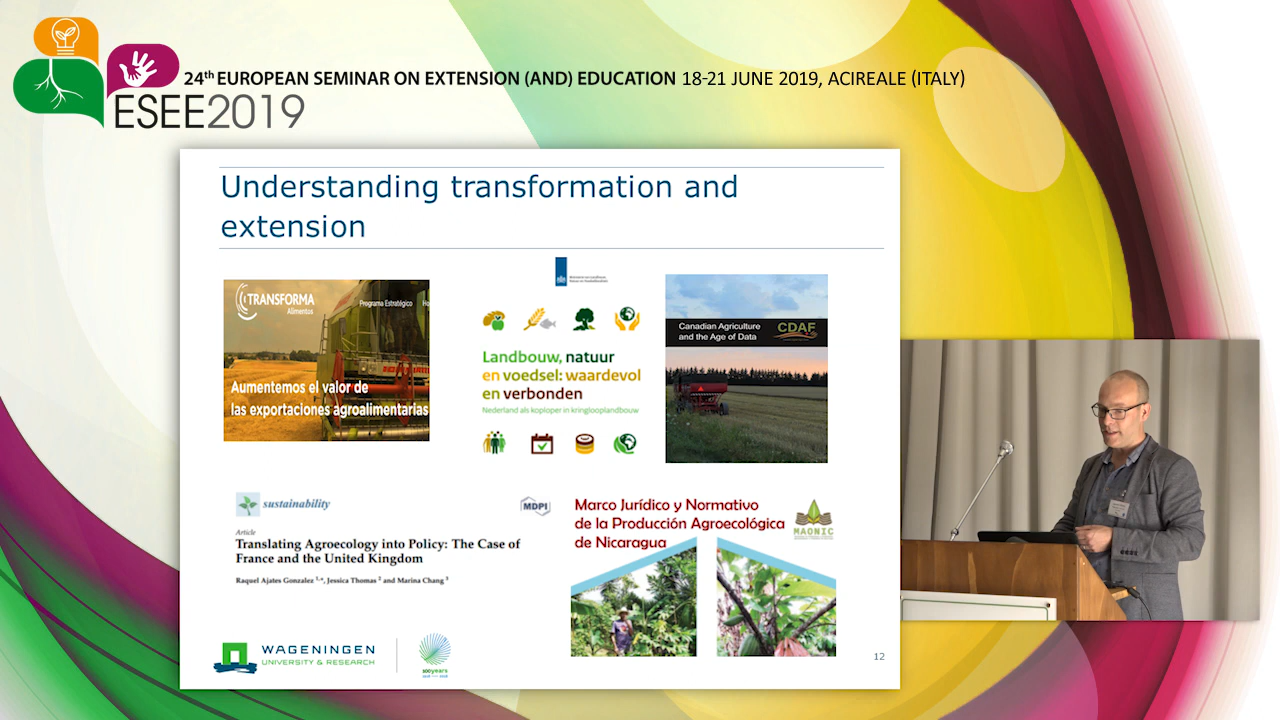 24th EUROPEAN SEMINAR ON EXTENSION (AND) EDUCATION 18-21 JUNE 2019, ACIREALE (ITALY)
ESEE2019
Understanding transformation and
extension
TRANSFORMA
Alimentos
Programa Estratégico
Aumentemos el valor de
las exportaciones agroalimentarias
Landbouw, natuur
en voedsel: waardevol
en verbonden
Nederland als koploper in kringlooplandbouw
Canadian Agriculture
and the Age of Data
CDAF
sustainability
MDPI
Article
Translating Agroecology into Policy: The Case of
France and the United Kingdom
Raquel Ajates Gonzalez 1,*, Jessica Thomas 2 and Marina Chang 3
Marco Jurídico y Normativo
de la Producción Agroecológica
de Nicaragua
MAONIC
WAGENINGEN
UNIVERSITY & RESEARCH
100years
12